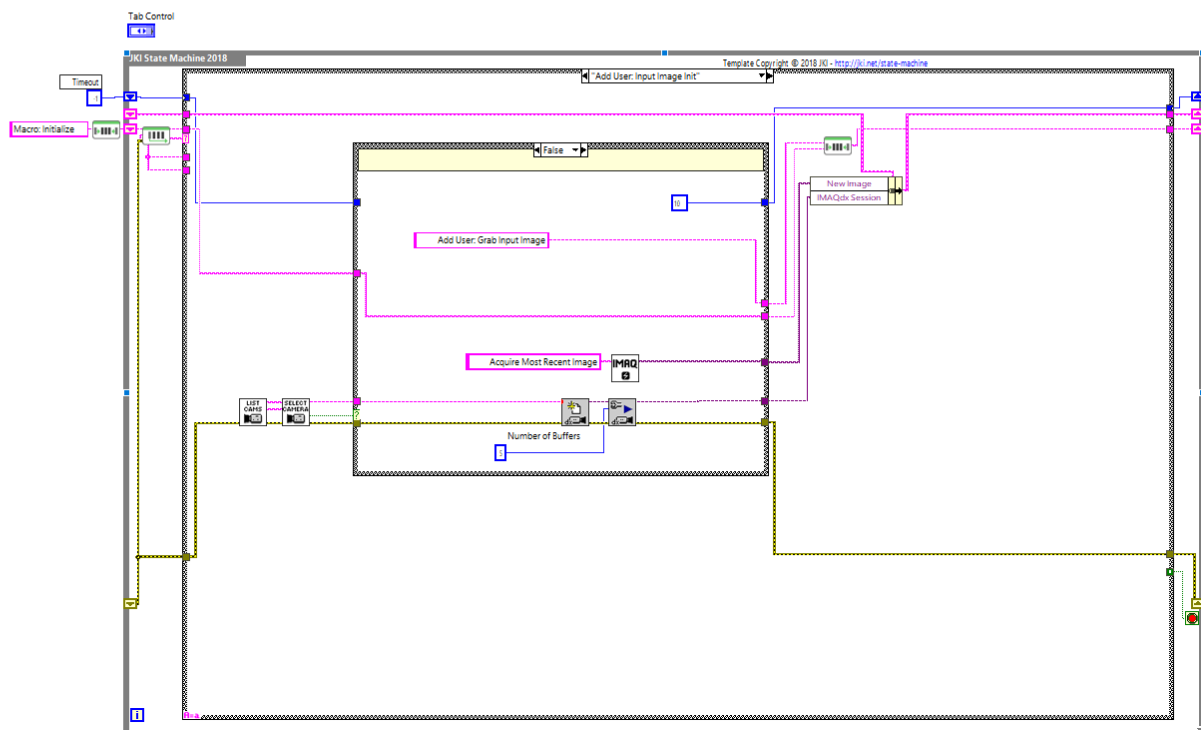 Tab Control
JKI State Machine 2018
Template Copyright © 2018 JKI - http://jki.net/state-machine
"Add User: Input Image Init"
Timeout
Macro: Initialize
False
New Image
IMAQdx Session
10
Add User: Grab Input Image
Acquire Most Recent Image
IMAQ
LIST
CAMS
SELECT
CAMERA
Number of Buffers
5
i